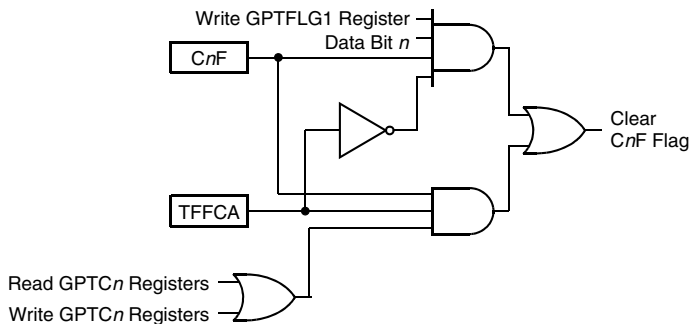 Write GPTFLG1 Register
Data Bit n
CnF
Clear
CnF Flag
TFFCA
Read GPTCn Registers
Write GPTCn Registers